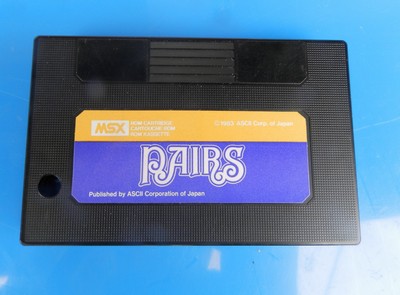 MSX
ROM CARTRIDGE
CARTOUCHE ROM
ROM KASSETTE
© 1983 ASCII Corp. of Japan
PAIRS
Published by ASCII Corporation of Japan